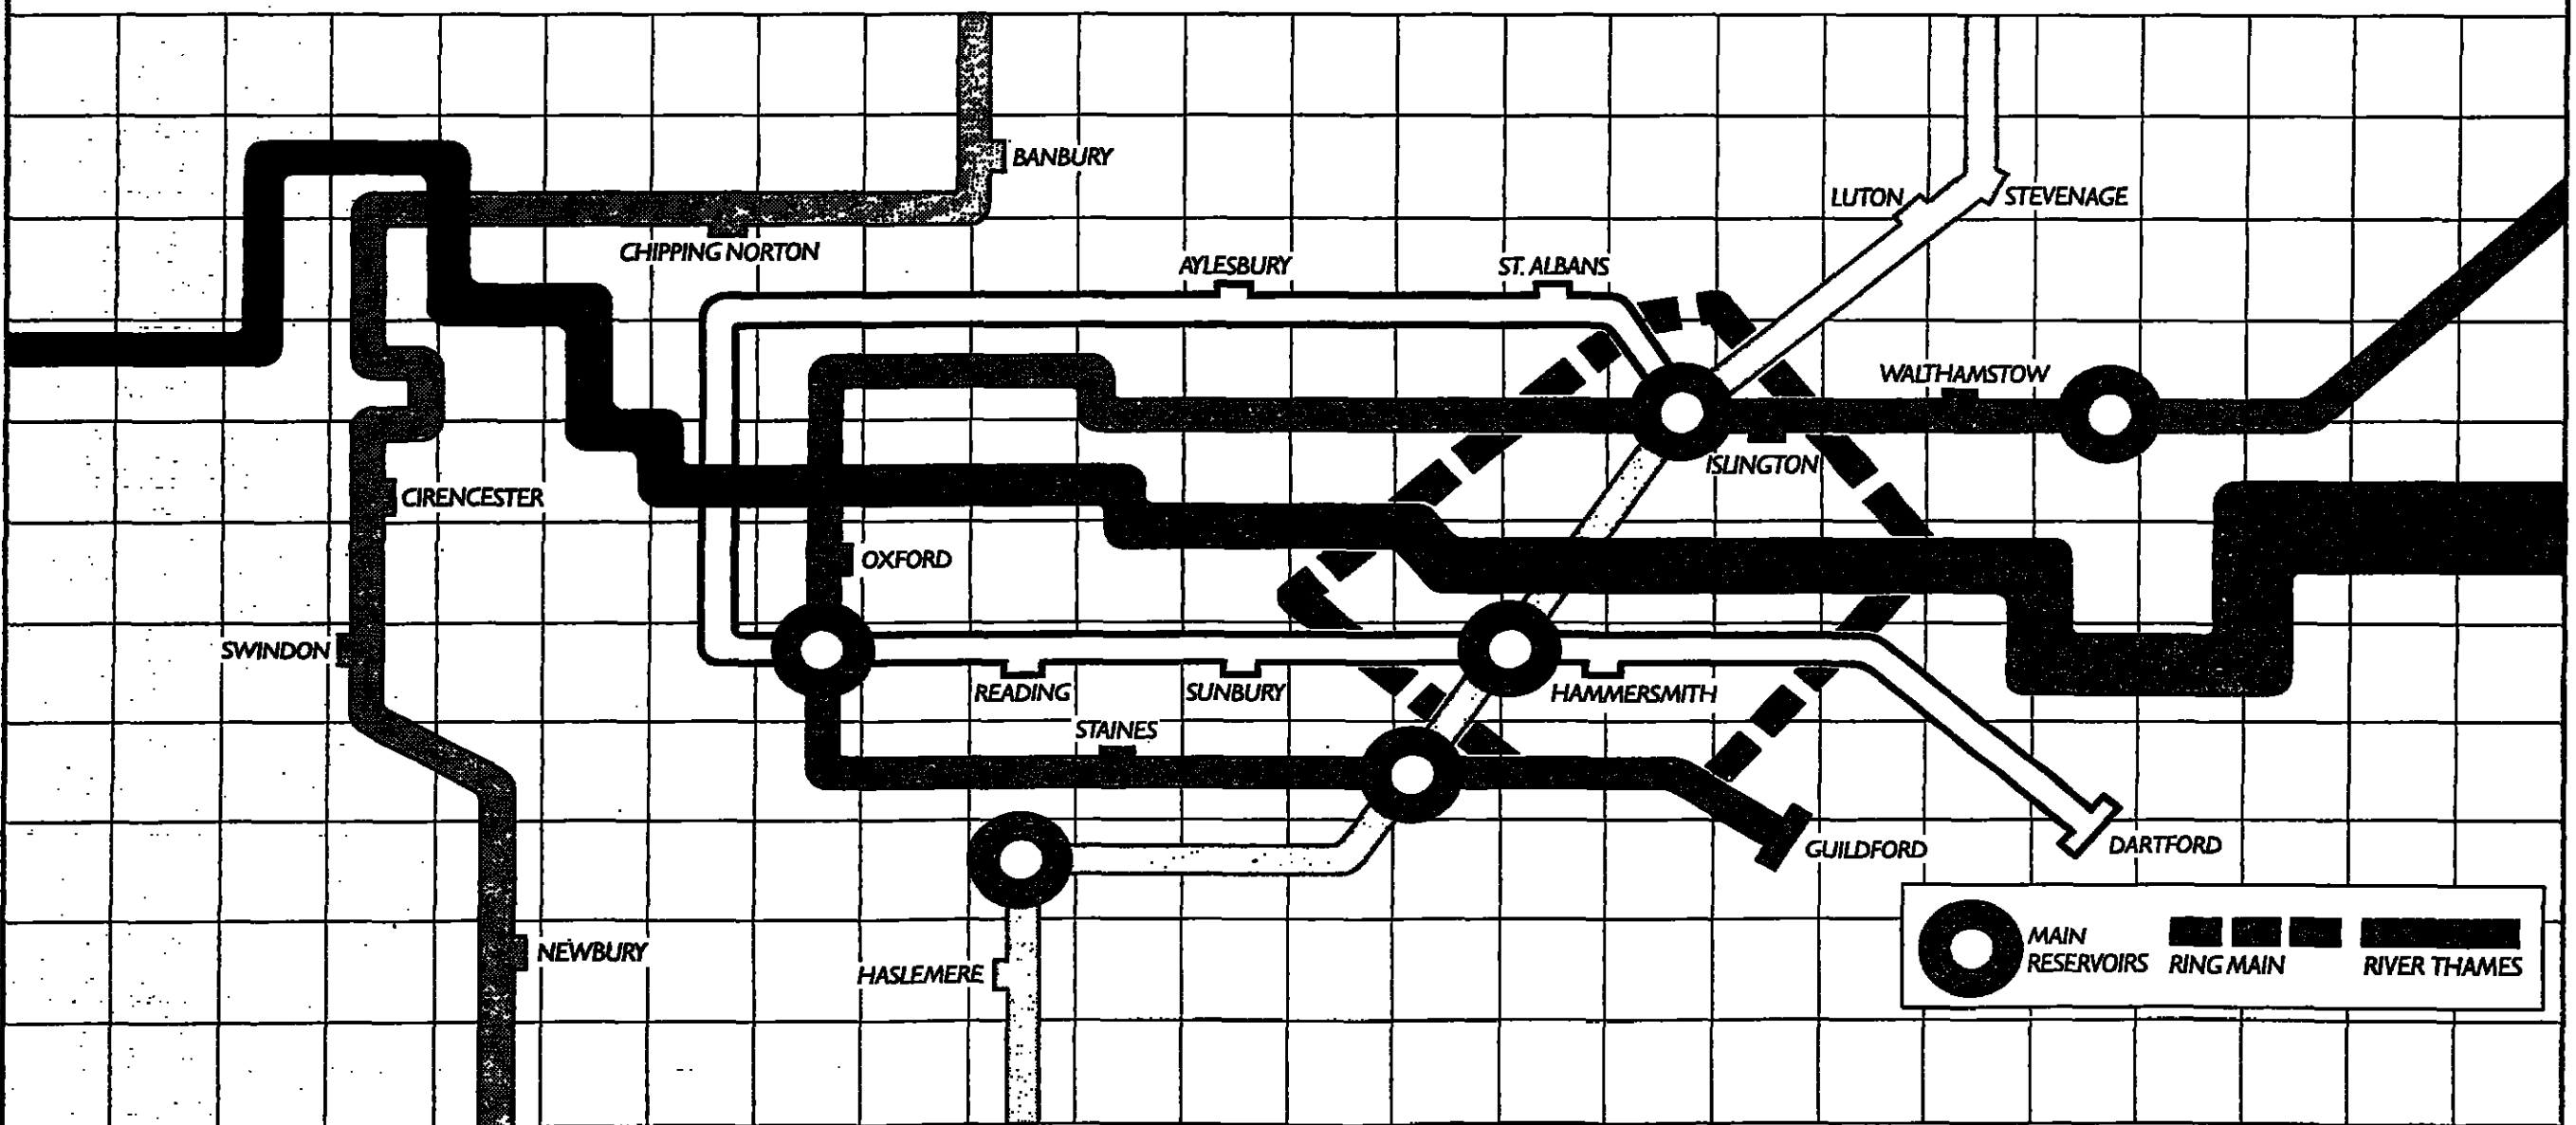 BANBURY
LUTON
STEVENAGE
CHIPPING NORTON
AYLESBURY
ST. ALBANS
WALTHAMSTOW
ISLINGTON
CIRENCESTER
OXFORD
SWINDON
READING
SUNBURY
HAMMERSMITH
STAINES
GUILDFORD
DARTFORD
NEWBURY
HASLEMERE
MAIN
RESERVOIRS
RING MAIN
RIVER THAMES